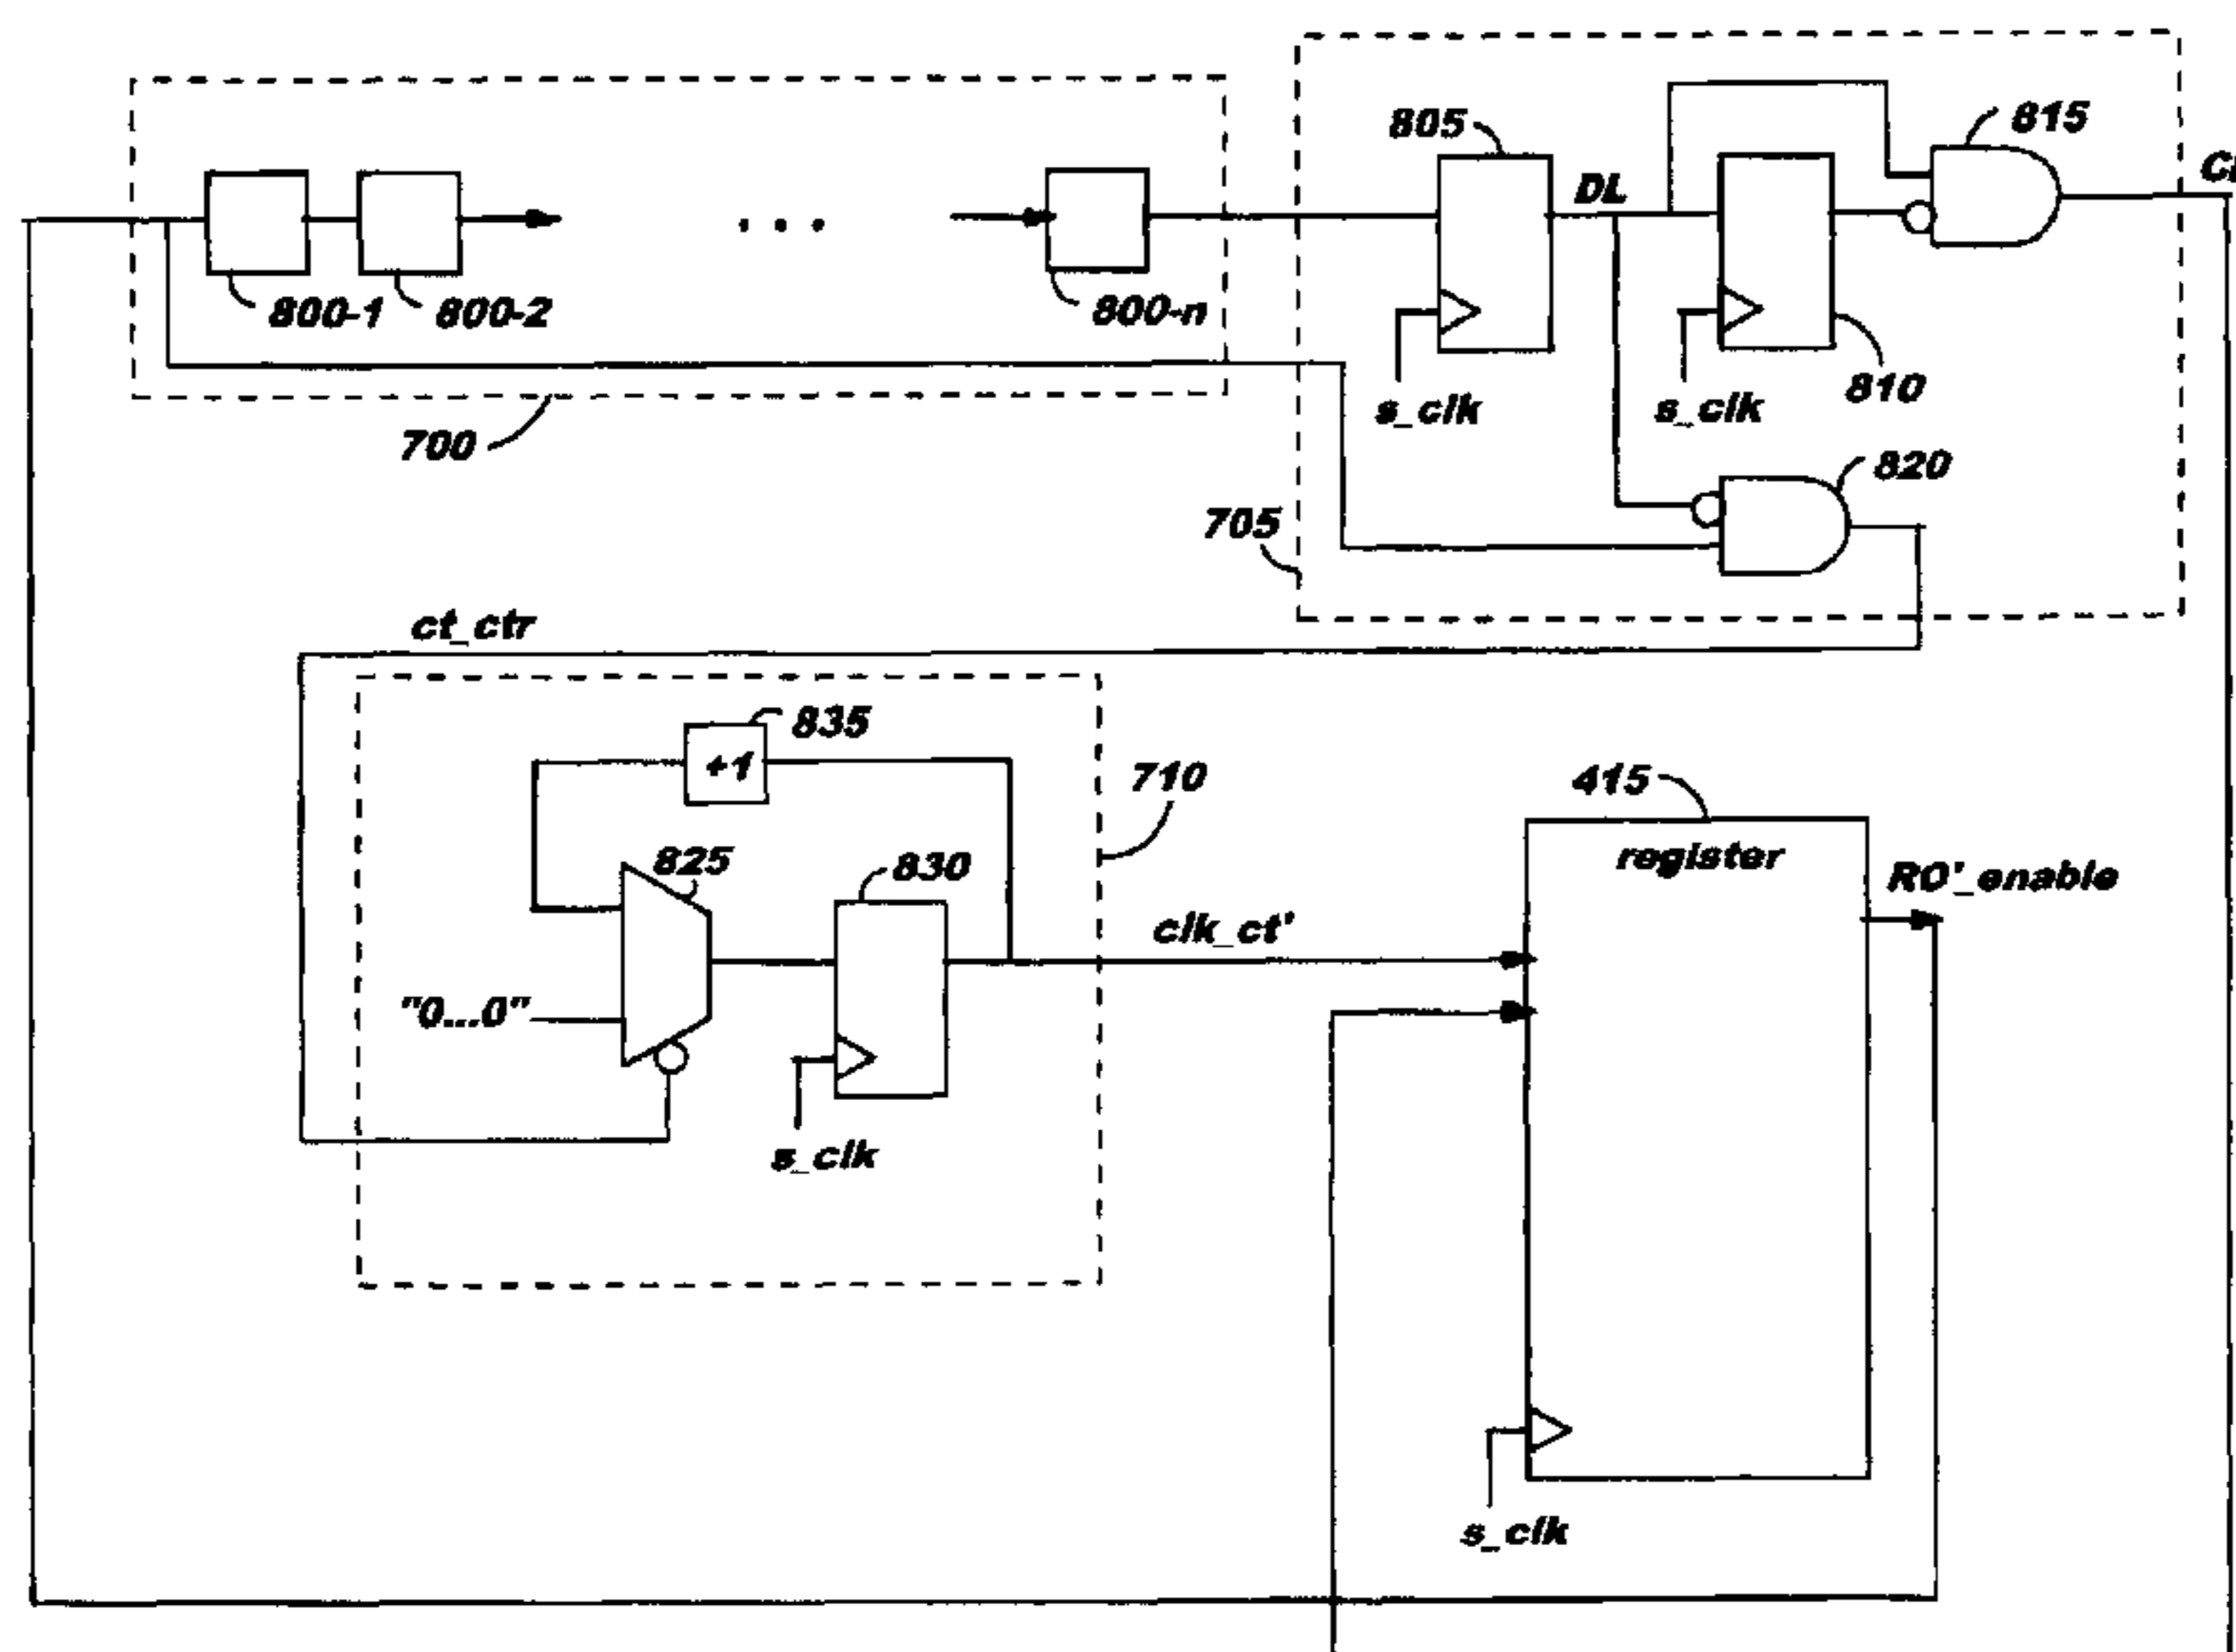 805
815
DL
800-1
800-2
800-n
s_clk
s_clk
810
700
820
705
ct_ctr
835
+1
710
415
825
830
register
RO'_enable
clk_ct'
"0...0"
s_clk
s_clk